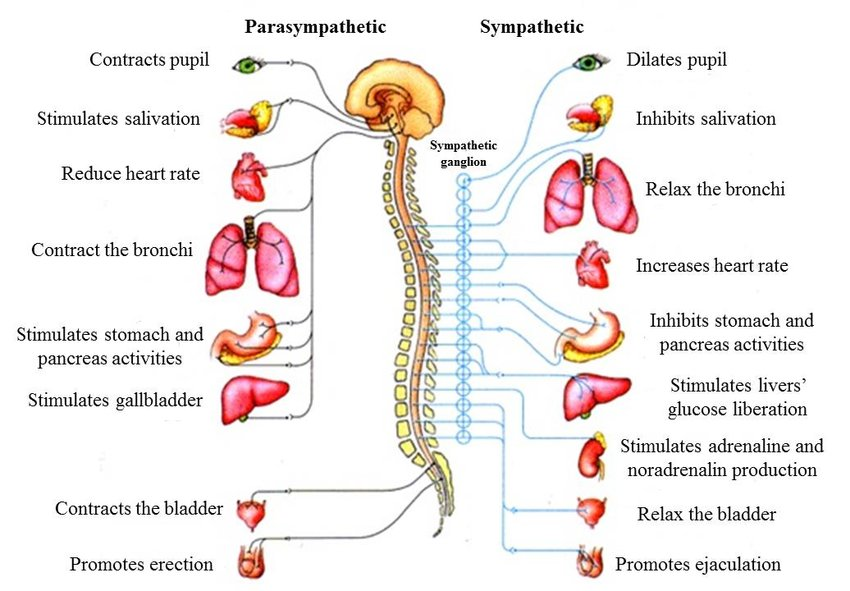 Parasympathetic
Sympathetic
Contracts pupil
Stimulates salivation
Reduce heart rate
Contract the bronchi
Stimulates stomach and
pancreas activities
Stimulates gallbladder
Contracts the bladder
Promotes erection
Sympathetic
ganglion
Dilates pupil
Inhibits salivation
Relax the bronchi
Increases heart rate
Inhibits stomach and
pancreas activities
Stimulates livers’
glucose liberation
Stimulates adrenaline and
noradrenalin production
Relax the bladder
Promotes ejaculation